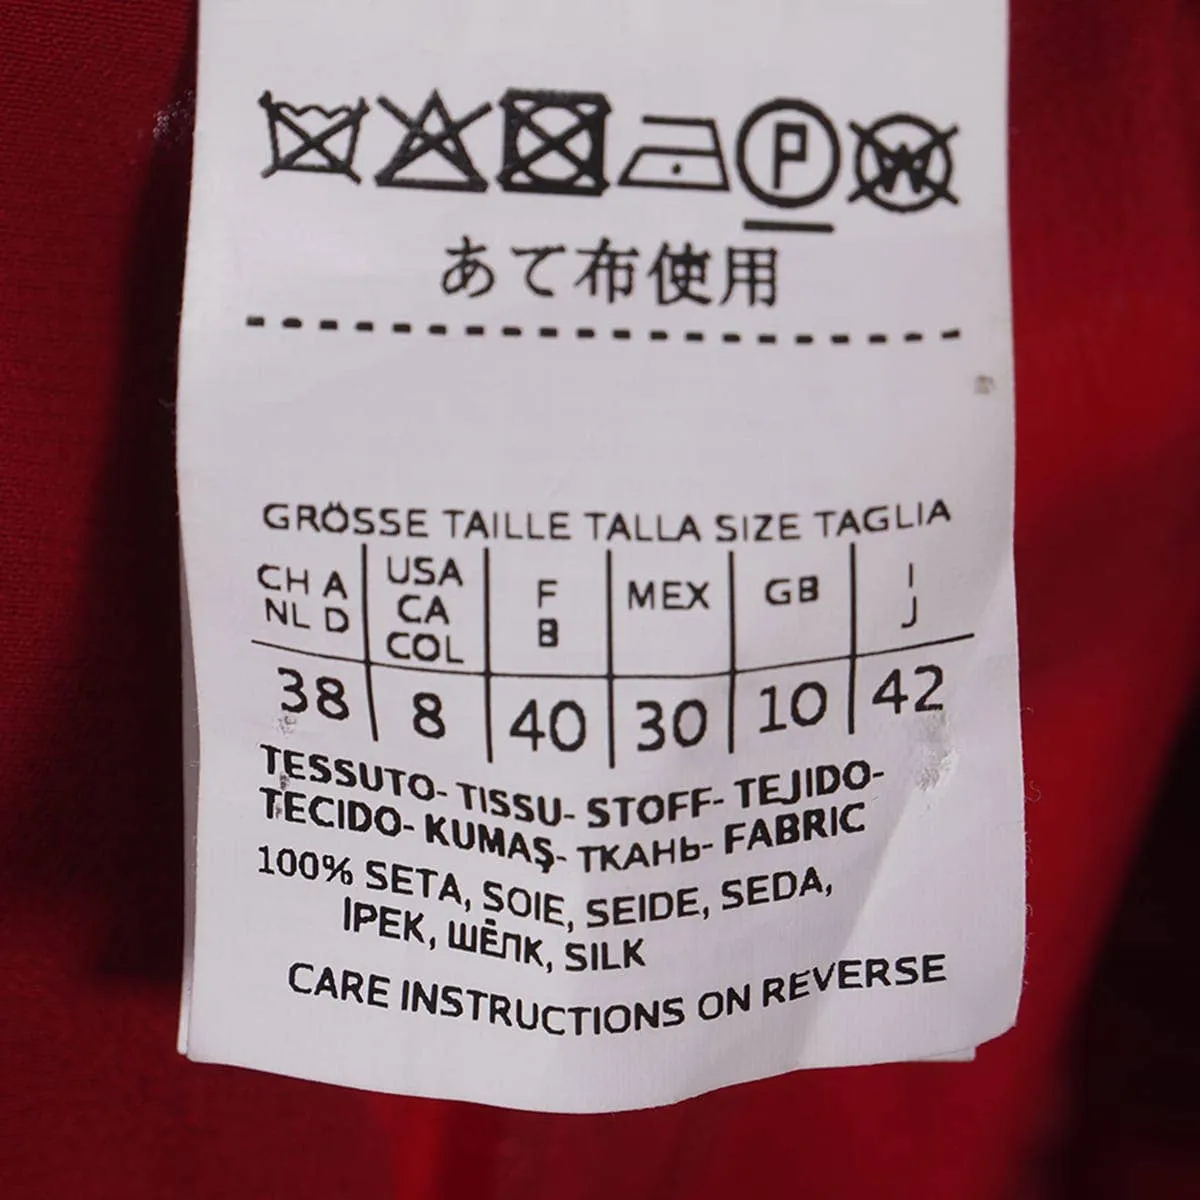 P W
あて布使用
GRÖSSE TAILLE TALLA SIZE TAGLIA
CH A USA F MEX GB I
NL D CA B J
COL
38 8 40 30 10 42
TESSUTO- TISSU- STOFF- TEJIDO-
TECIDO- KUMAŞ- ТКАНЬ- FABRIC
100% SETA, SOIE, SEIDE, SEDA,
IPEK, ШЁЛК, SILK
CARE INSTRUCTIONS ON REVERSE